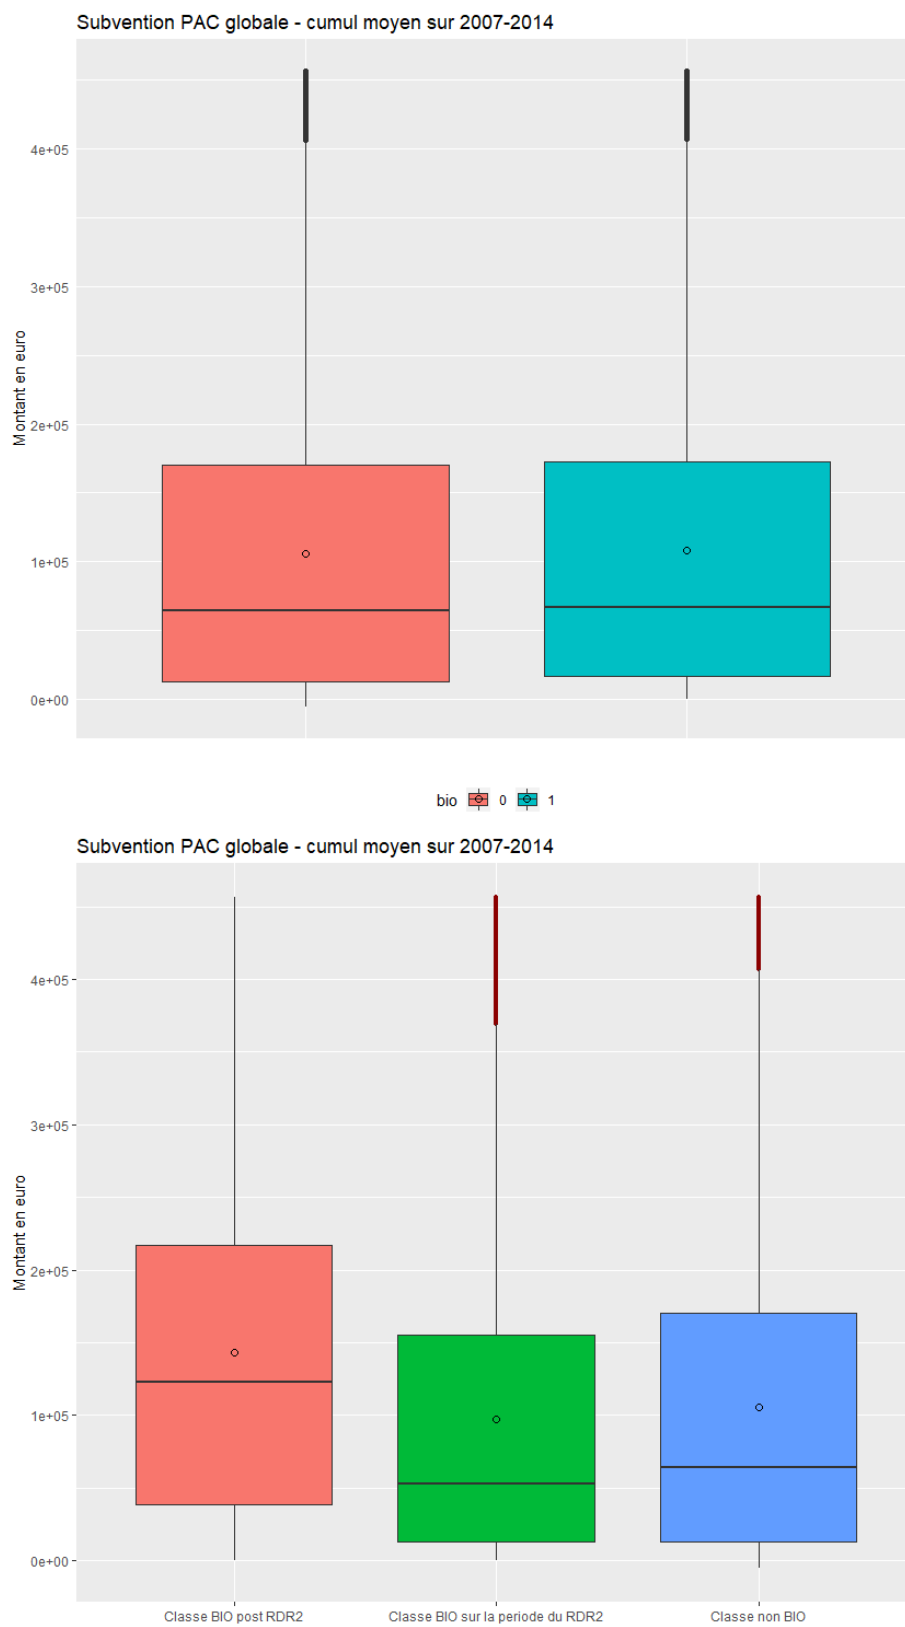 Subvention PAC globale - cumul moyen sur 2007-2014
Montant en euro
4e+05
3e+05
2e+05
1e+05
0e+00
bio 0 1
Subvention PAC globale - cumul moyen sur 2007-2014
Montant en euro
4e+05
3e+05
2e+05
1e+05
0e+00
Classe BIO post RDR2 Classe BIO sur la periode du RDR2 Classe non BIO